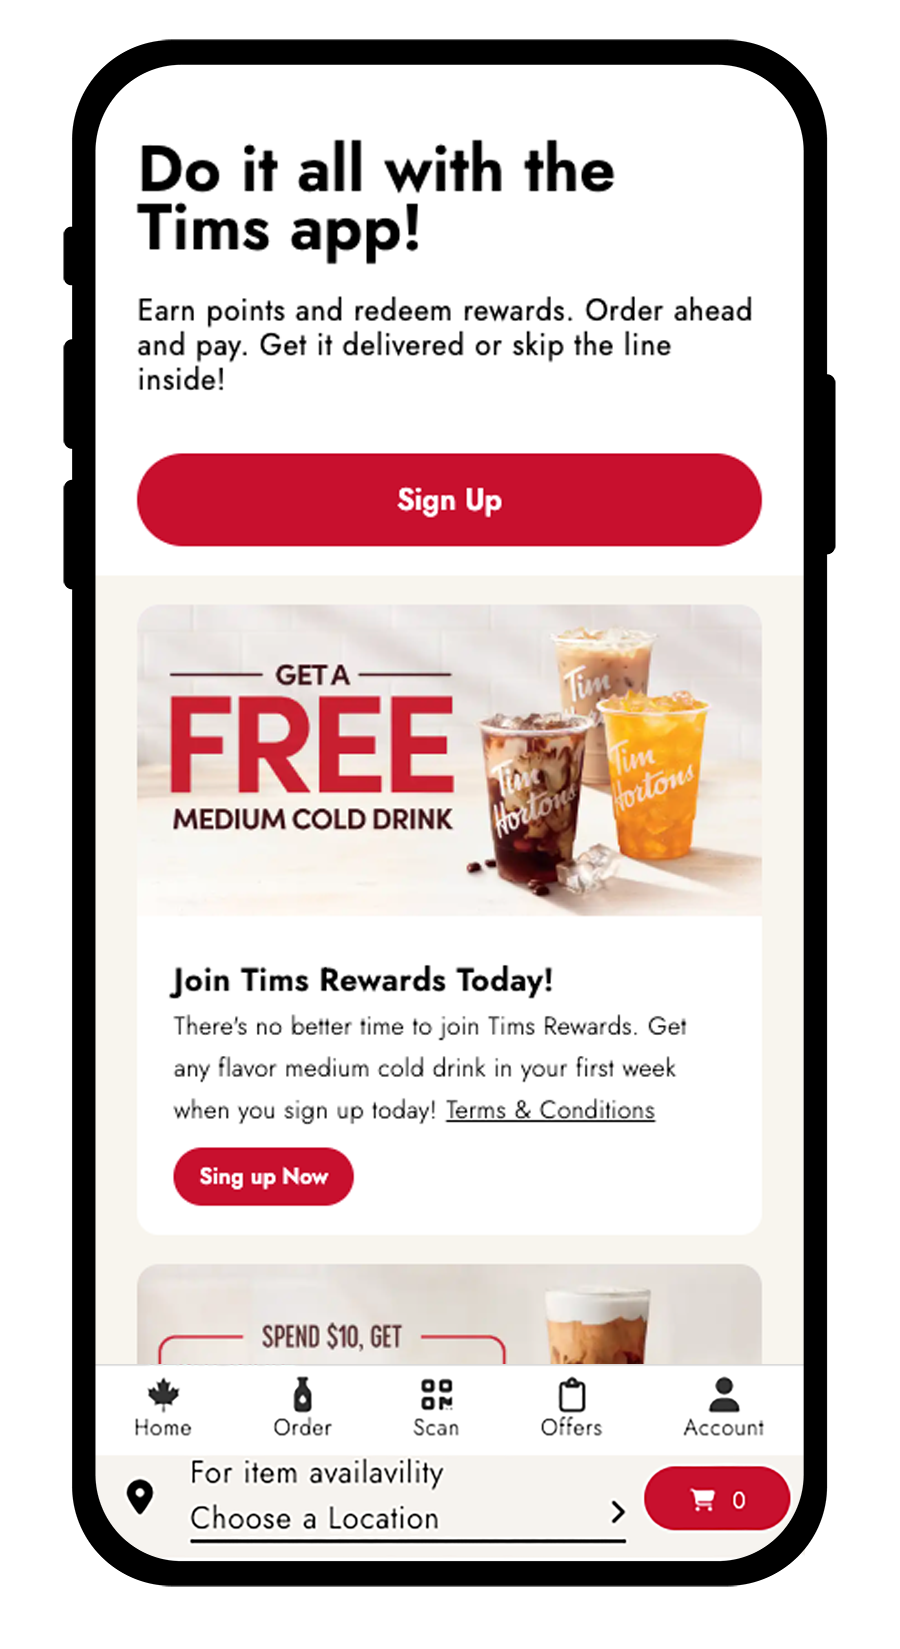 Do it all with the
Tims app!
Earn points and redeem rewards. Order ahead
and pay. Get it delivered or skip the line
inside!
Sign Up
GET A
FREE
MEDIUM COLD DRINK
Tim
Tim
Hortons
Tim
Hortons
Join Tims Rewards Today!
There's no better time to join Tims Rewards. Get
any flavor medium cold drink in your first week
when you sign up today! Terms & Conditions
Sing up Now
SPEND $10, GET
Home Order Scan Offers Account
For item availavility
Choose a Location
0